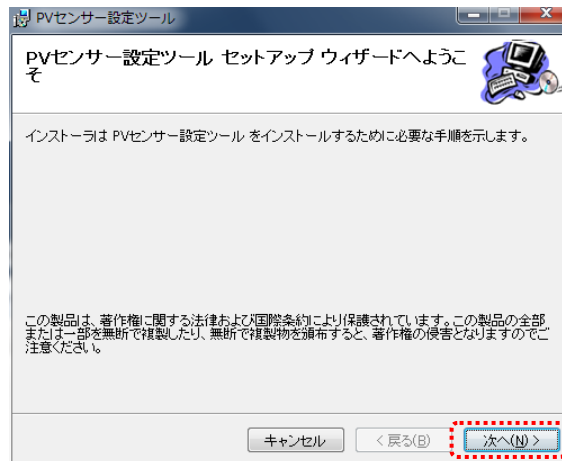 PVセンサー設定ツール
PVセンサー設定ツール セットアップ ウィザードへようこ
そ
インストーラは PVセンサー設定ツール をインストールするために必要な手順を示します。
この製品は、著作権に関する法律および国際条約により保護されています。この製品の全部
または一部を無断で複製したり、無断で複製物を頒布すると、著作権の侵害となりますのでご
注意ください。
キャンセル
< 戻る(B)
次へ(N) >